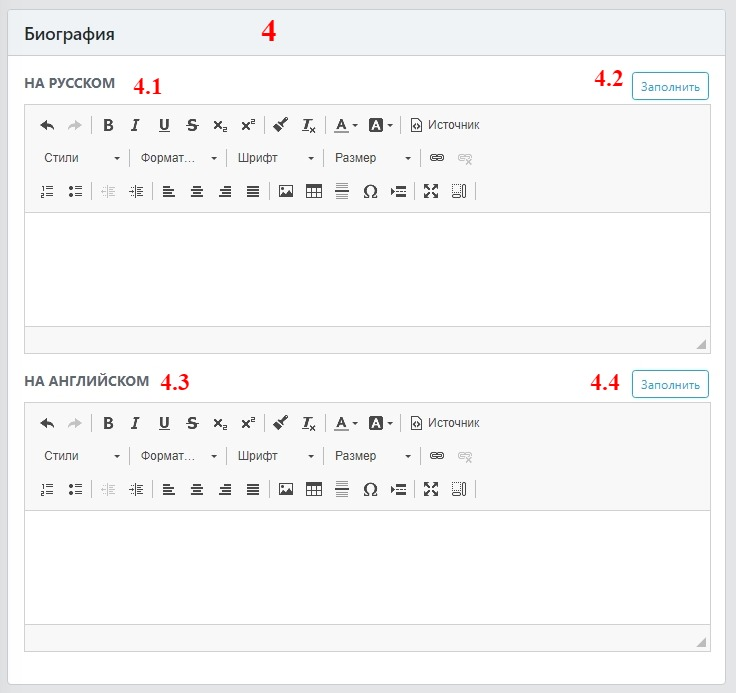 Биография 4
НА РУССКОМ 4.1 4.2 Заполнить
B I U S x₂ x² Tx A A Источник
Стили Формат... Шрифт Размер
Ω
НА АНГЛИЙСКОМ 4.3 4.4 Заполнить
B I U S x₂ x² Tx A A Источник
Стили Формат... Шрифт Размер
Ω